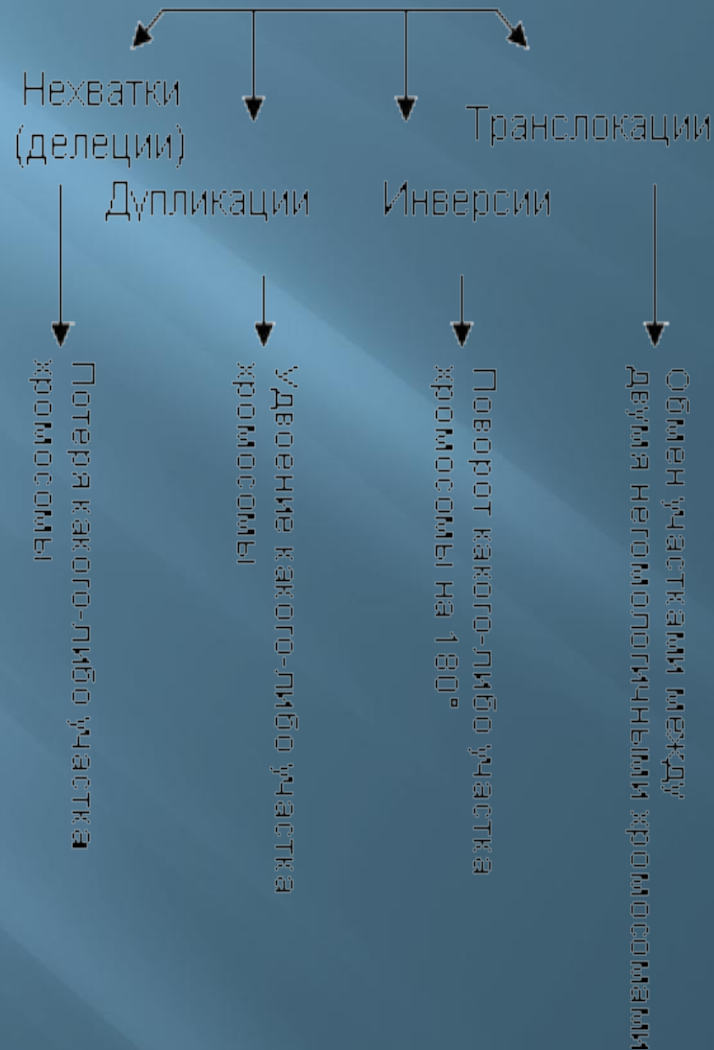 Нехватки
(делеции)
Дупликации
Инверсии
Транслокации
Потеря какого-либо участка
хромосомы
Удвоение какого-либо участка
хромосомы
Поворот какого-либо участка
хромосомы на 180°
Обмен участками между
двумя негомологичными хромосомами